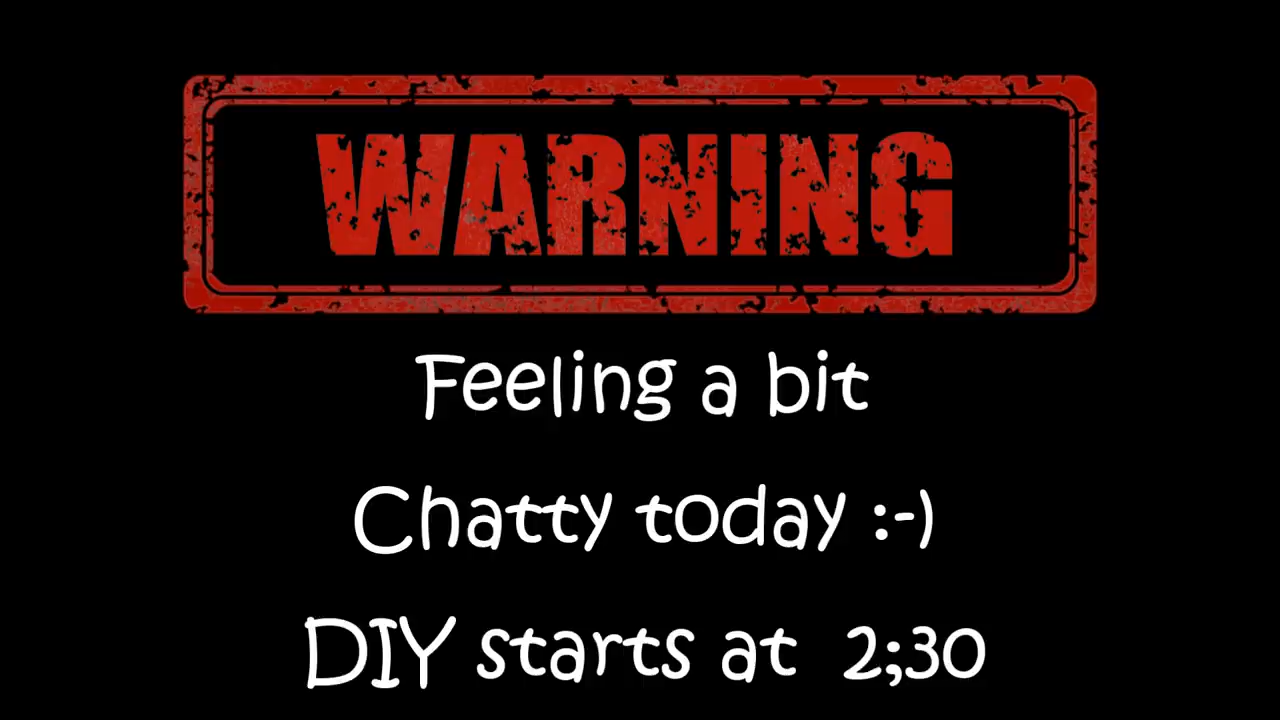 WARNING
Feeling a bit
Chatty today :-)
DIY starts at 2;30